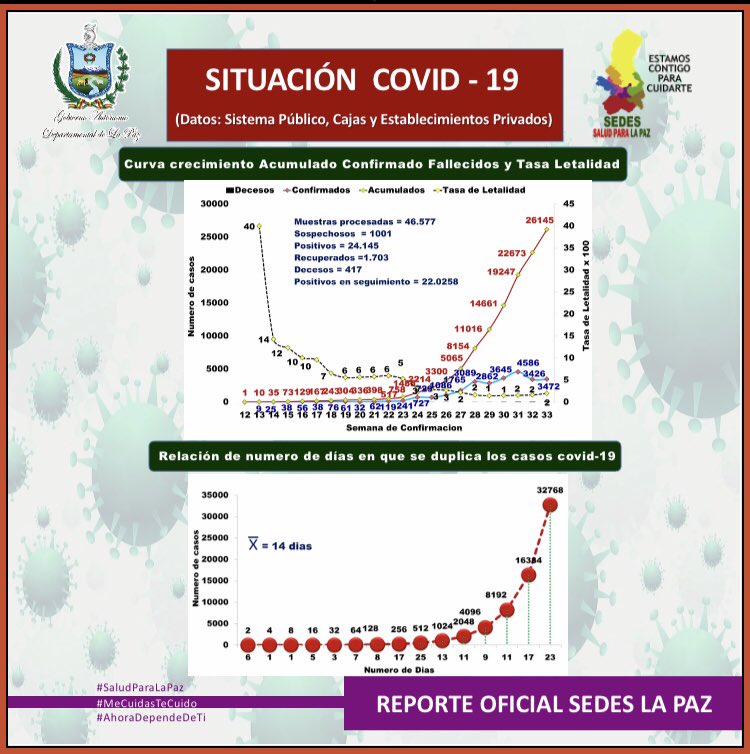 Gobierno Autónomo
Departamental de La Paz
SITUACIÓN COVID - 19
(Datos: Sistema Público, Cajas y Establecimientos Privados)
ESTAMOS
CONTIGO
PARA
CUIDARTE
SEDES
SALUD PARA LA PAZ
Curva crecimiento Acumulado Confirmado Fallecidos y Tasa Letalidad
Decesos Confirmados Acumulados Tasa de Letalidad
Muestras procesadas = 46.577
Sospechosos = 1001
Positivos = 24.145
Recuperados =1.703
Decesos = 417
Positivos en seguimiento = 22.0258
Numero de casos
30000
25000
20000
15000
10000
5000
0
Tasa de Letalidad x 100
45
40
35
30
25
20
15
10
5
0
40 14 12 10 10 7 6 6 6 6 5 3 3 2 2 1 1 2 2
1 10 35 73 129 167 243 304 336 398 517 758 1486 2214 3300 5065 8154 11016 14661 19247 22673 26145
9 25 38 56 38 76 61 32 62 119 241 727 726 1086 1765 3089 2862 3645 4586 3426 3472
12 13 14 15 16 17 18 19 20 21 22 23 24 25 26 27 28 29 30 31 32 33
Semana de Confirmacion
Relación de numero de días en que se duplica los casos covid-19
Numero de casos
35000
30000
25000
20000
15000
10000
5000
0
X = 14 dias
2 4 8 16 32 64 128 256 512 1024 2048 4096 8192 16384 32768
6 1 1 5 3 7 8 17 25 13 11 9 11 17 23
Numero de Dias
#SaludParaLaPaz
#MeCuidasTeCuido
#AhoraDependeDeTi
REPORTE OFICIAL SEDES LA PAZ